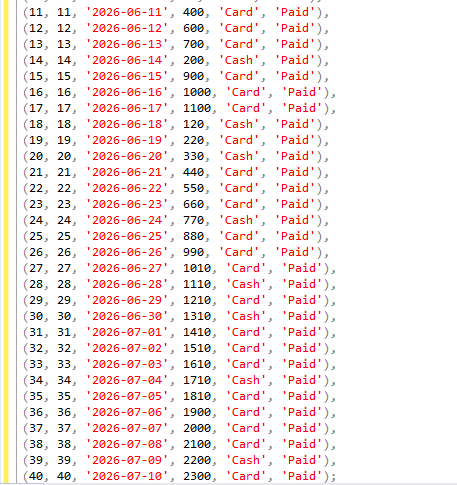 (11, 11, '2026-06-11', 400, 'Card', 'Paid'),
(12, 12, '2026-06-12', 600, 'Card', 'Paid'),
(13, 13, '2026-06-13', 700, 'Card', 'Paid'),
(14, 14, '2026-06-14', 200, 'Cash', 'Paid'),
(15, 15, '2026-06-15', 900, 'Card', 'Paid'),
(16, 16, '2026-06-16', 1000, 'Card', 'Paid'),
(17, 17, '2026-06-17', 1100, 'Card', 'Paid'),
(18, 18, '2026-06-18', 120, 'Cash', 'Paid'),
(19, 19, '2026-06-19', 220, 'Card', 'Paid'),
(20, 20, '2026-06-20', 330, 'Cash', 'Paid'),
(21, 21, '2026-06-21', 440, 'Card', 'Paid'),
(22, 22, '2026-06-22', 550, 'Card', 'Paid'),
(23, 23, '2026-06-23', 660, 'Card', 'Paid'),
(24, 24, '2026-06-24', 770, 'Cash', 'Paid'),
(25, 25, '2026-06-25', 880, 'Card', 'Paid'),
(26, 26, '2026-06-26', 990, 'Card', 'Paid'),
(27, 27, '2026-06-27', 1010, 'Card', 'Paid'),
(28, 28, '2026-06-28', 1110, 'Cash', 'Paid'),
(29, 29, '2026-06-29', 1210, 'Card', 'Paid'),
(30, 30, '2026-06-30', 1310, 'Cash', 'Paid'),
(31, 31, '2026-07-01', 1410, 'Card', 'Paid'),
(32, 32, '2026-07-02', 1510, 'Card', 'Paid'),
(33, 33, '2026-07-03', 1610, 'Card', 'Paid'),
(34, 34, '2026-07-04', 1710, 'Cash', 'Paid'),
(35, 35, '2026-07-05', 1810, 'Card', 'Paid'),
(36, 36, '2026-07-06', 1900, 'Card', 'Paid'),
(37, 37, '2026-07-07', 2000, 'Card', 'Paid'),
(38, 38, '2026-07-08', 2100, 'Card', 'Paid'),
(39, 39, '2026-07-09', 2200, 'Cash', 'Paid'),
(40, 40, '2026-07-10', 2300, 'Card', 'Paid');